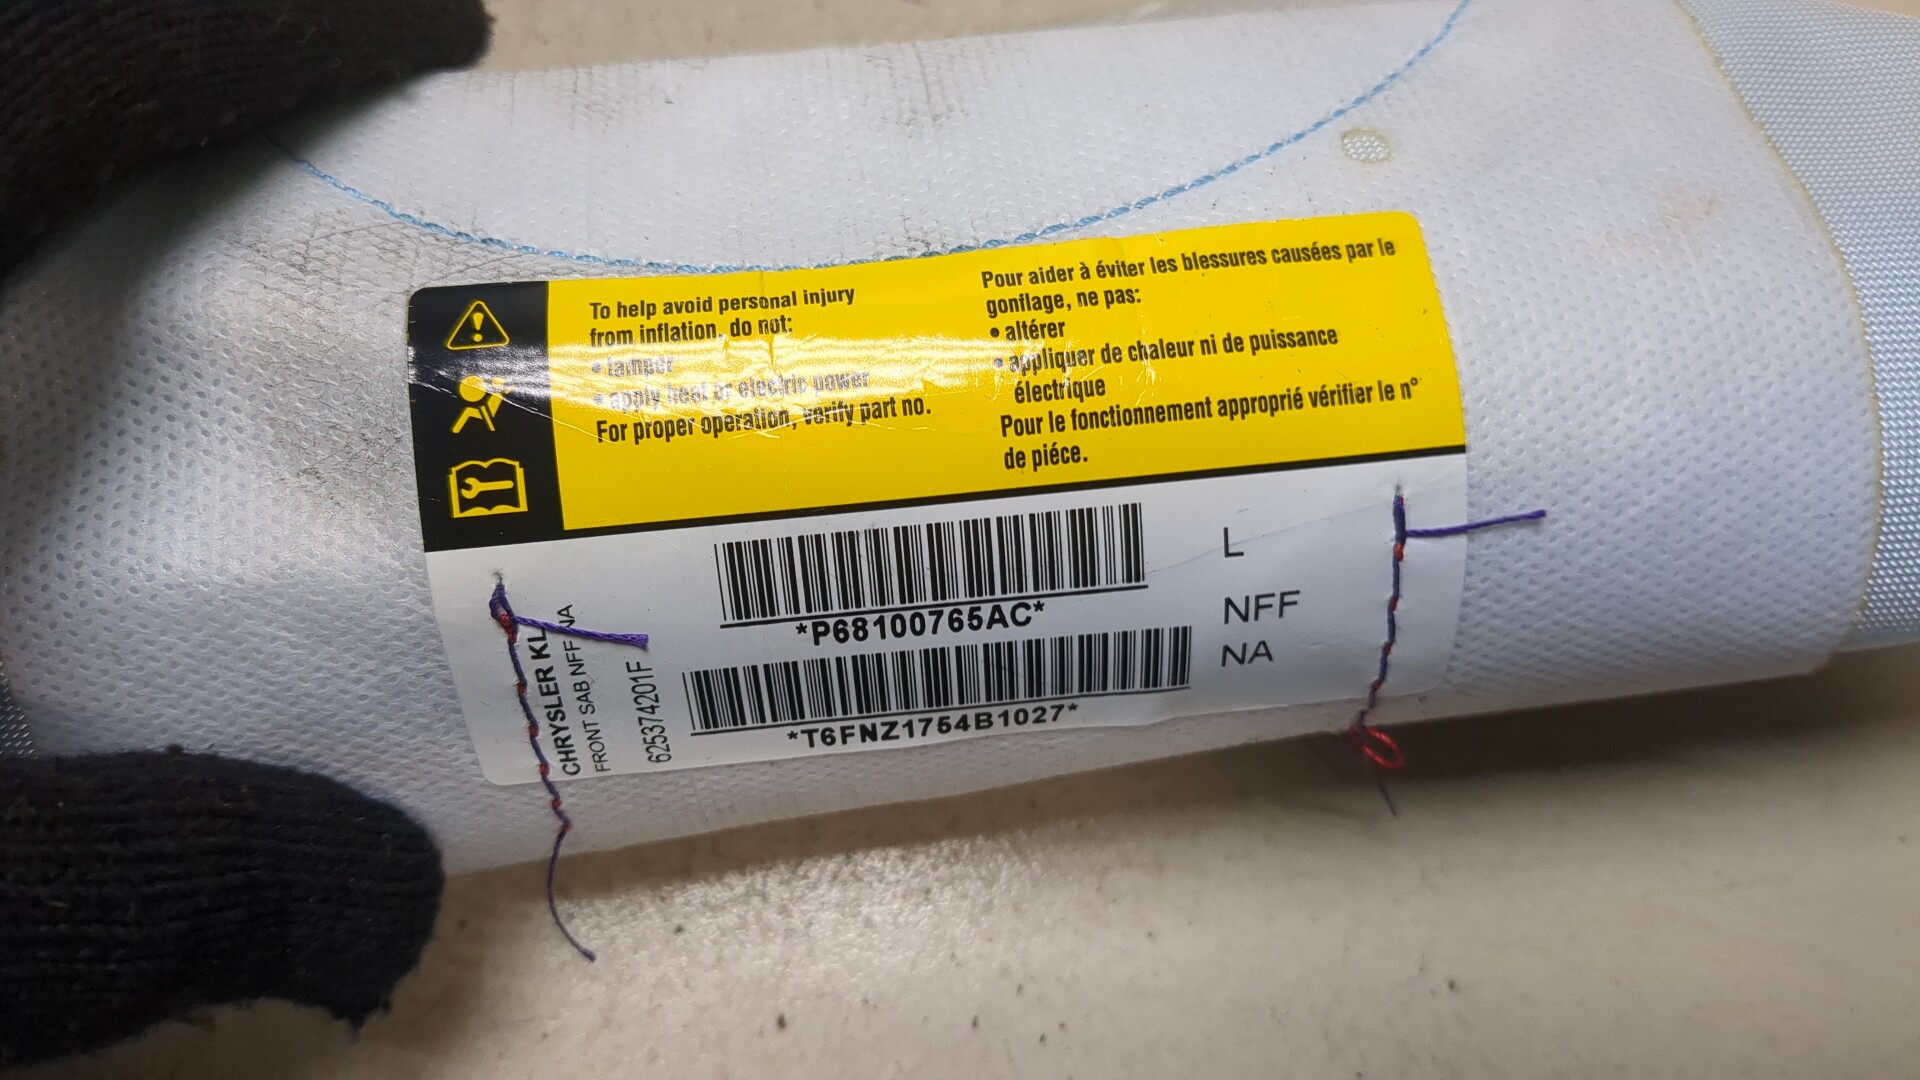 To help avoid personal injury
from inflation, do not:
• tamper
• apply heat or electric power
For proper operation, verify part no.
Pour aider à éviter les blessures causées par le
gonflage, ne pas:
• altérer
• appliquer de chaleur ni de puissance
électrique
Pour le fonctionnement approprié vérifier le n°
de piéce.
*P68100765AC*
*T6FNZ1754B1027*
L
NFF
NA
CHRYSLER KL
FRONT SAB NFF NA
625374201F